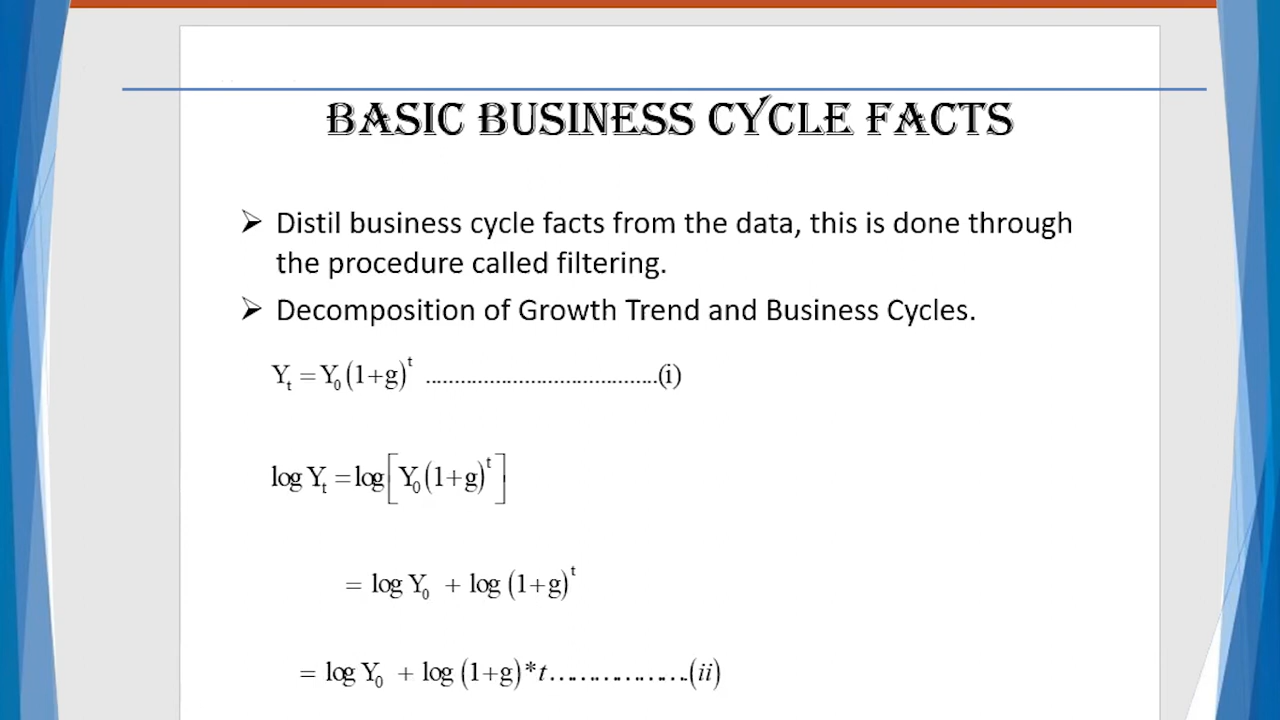 BASIC BUSINESS CYCLE FACTS
➢ Distil business cycle facts from the data, this is done through
the procedure called filtering.
➢ Decomposition of Growth Trend and Business Cycles.
Yₜ = Y₀(1+g)ᵗ ........................................(i)
log Yₜ = log[Y₀(1+g)ᵗ]
= log Y₀ + log (1+g)ᵗ
= log Y₀ + log (1+g)*t.................(ii)